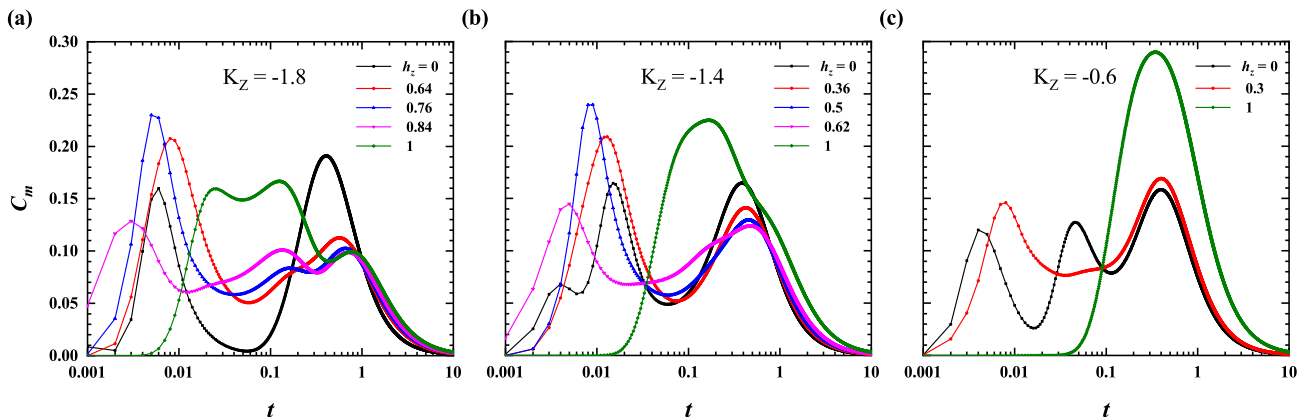 (a)
0.30
0.25
0.20
0.15
0.10
0.05
0.00
C_m
K_Z = -1.8
h_z = 0
0.64
0.76
0.84
1
0.001 0.01 0.1 1 10
t
(b)
K_Z = -1.4
h_z = 0
0.36
0.5
0.62
1
0.001 0.01 0.1 1 10
t
(c)
K_Z = -0.6
h_z = 0
0.3
1
0.001 0.01 0.1 1 10
t